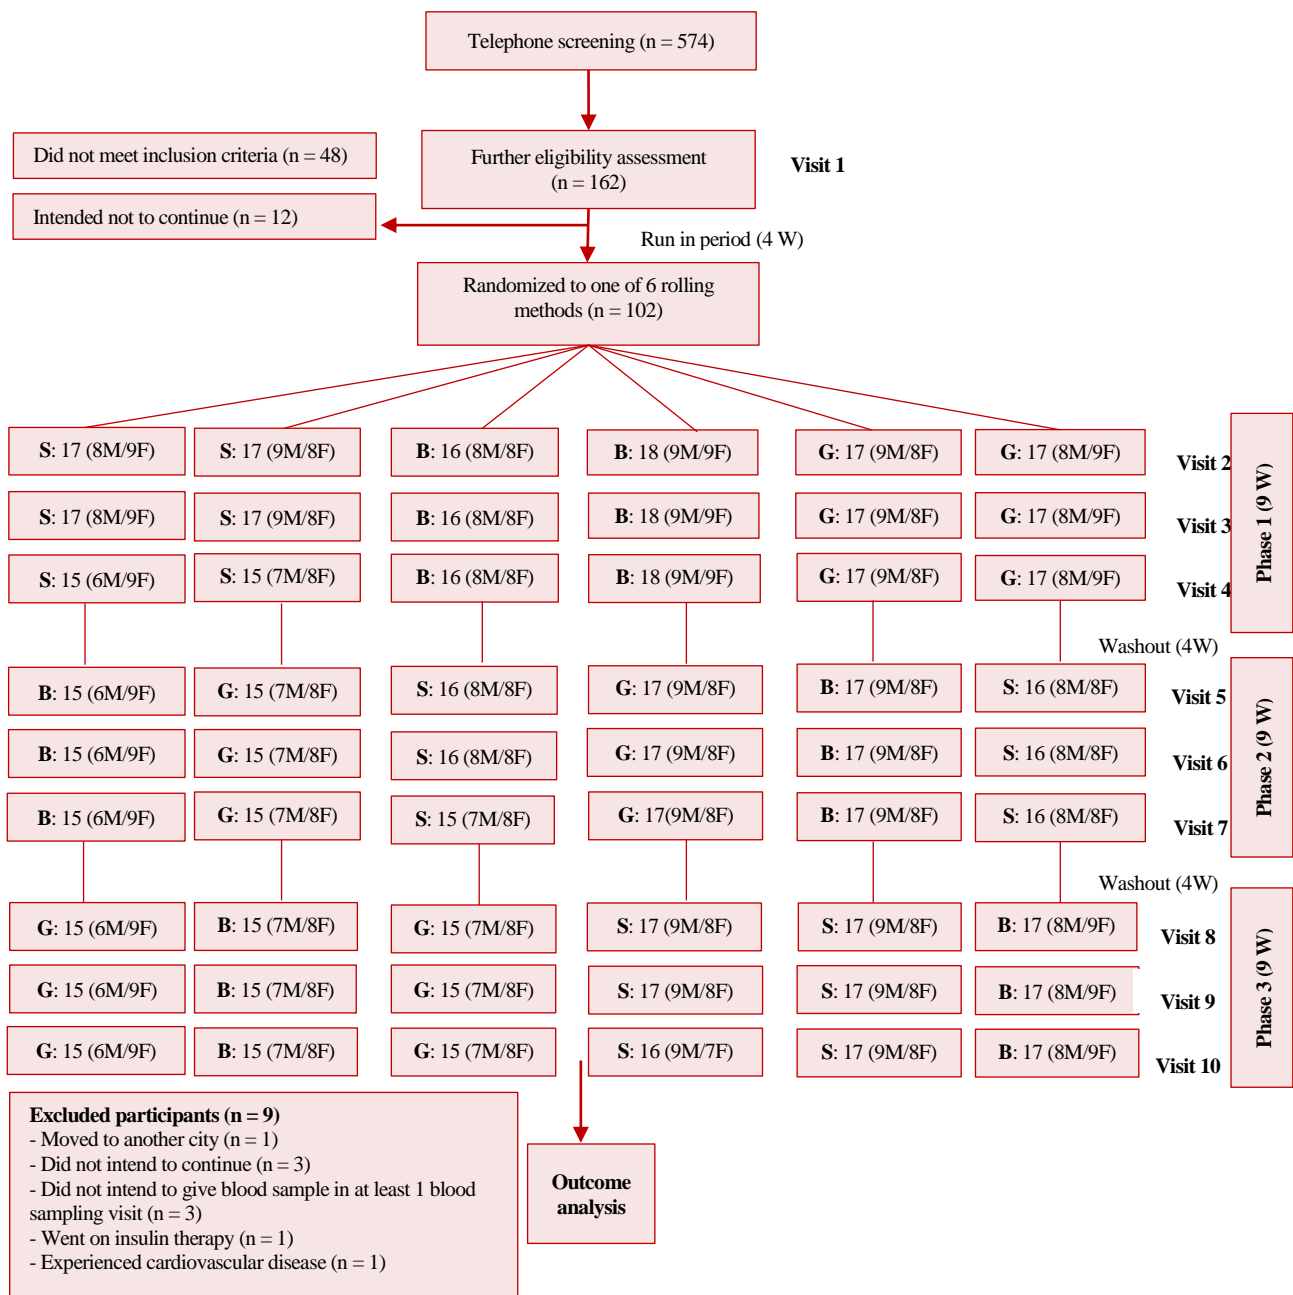 Telephone screening (n = 574)
Did not meet inclusion criteria (n = 48)
Further eligibility assessment
(n = 162)
Visit 1
Intended not to continue (n = 12)
Run in period (4 W)
Randomized to one of 6 rolling
methods (n = 102)
S: 17 (8M/9F)
S: 17 (9M/8F)
B: 16 (8M/8F)
B: 18 (9M/9F)
G: 17 (9M/8F)
G: 17 (8M/9F)
Visit 2
S: 17 (8M/9F)
S: 17 (9M/8F)
B: 16 (8M/8F)
B: 18 (9M/9F)
G: 17 (9M/8F)
G: 17 (8M/9F)
Visit 3
S: 15 (6M/9F)
S: 15 (7M/8F)
B: 16 (8M/8F)
B: 18 (9M/9F)
G: 17 (9M/8F)
G: 17 (8M/9F)
Visit 4
Phase 1 (9 W)
Washout (4W)
B: 15 (6M/9F)
G: 15 (7M/8F)
S: 16 (8M/8F)
G: 17 (9M/8F)
B: 17 (9M/8F)
S: 16 (8M/8F)
Visit 5
B: 15 (6M/9F)
G: 15 (7M/8F)
S: 16 (8M/8F)
G: 17 (9M/8F)
B: 17 (9M/8F)
S: 16 (8M/8F)
Visit 6
B: 15 (6M/9F)
G: 15 (7M/8F)
S: 15 (7M/8F)
G: 17(9M/8F)
B: 17 (9M/8F)
S: 16 (8M/8F)
Visit 7
Phase 2 (9 W)
Washout (4W)
G: 15 (6M/9F)
B: 15 (7M/8F)
G: 15 (7M/8F)
S: 17 (9M/8F)
S: 17 (9M/8F)
B: 17 (8M/9F)
Visit 8
G: 15 (6M/9F)
B: 15 (7M/8F)
G: 15 (7M/8F)
S: 17 (9M/8F)
S: 17 (9M/8F)
B: 17 (8M/9F)
Visit 9
G: 15 (6M/9F)
B: 15 (7M/8F)
G: 15 (7M/8F)
S: 16 (9M/7F)
S: 17 (9M/8F)
B: 17 (8M/9F)
Visit 10
Phase 3 (9 W)
Excluded participants (n = 9)
- Moved to another city (n = 1)
- Did not intend to continue (n = 3)
- Did not intend to give blood sample in at least 1 blood
sampling visit (n = 3)
- Went on insulin therapy (n = 1)
- Experienced cardiovascular disease (n = 1)
Outcome
analysis